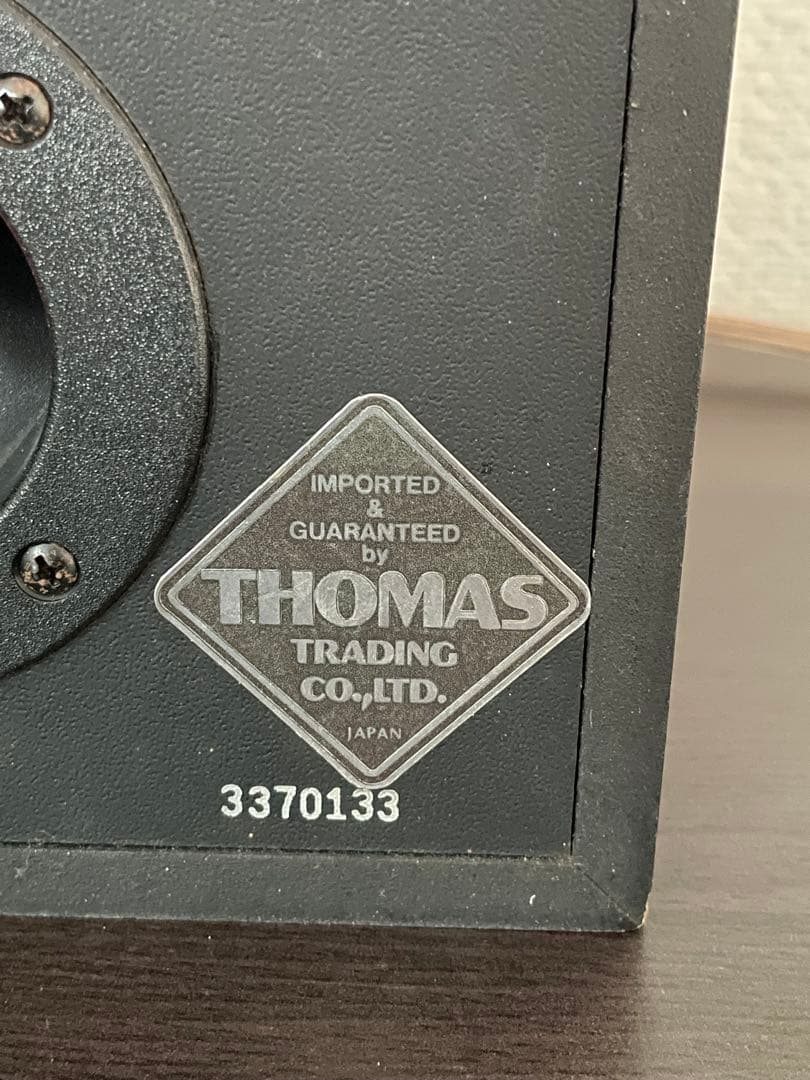 IMPORTED
&
GUARANTEED
by
THOMAS
TRADING
CO.,LTD.
JAPAN
3370133